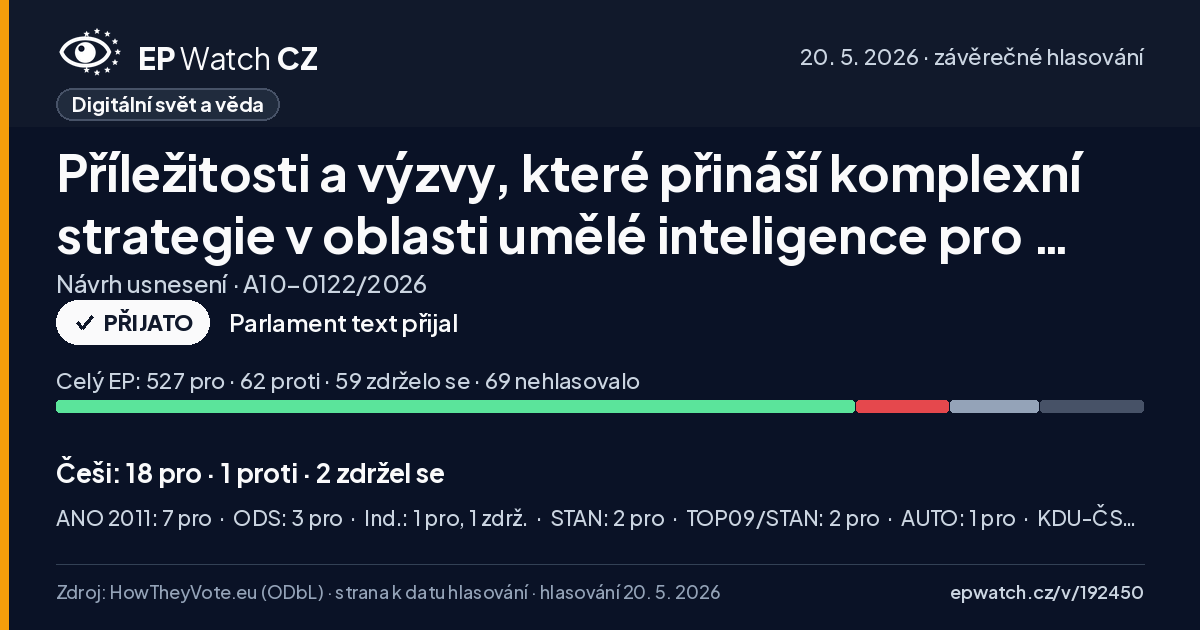 EP Watch CZ
20. 5. 2026 · závěrečné hlasování
Digitální svět a věda
Příležitosti a výzvy, které přináší komplexní
strategie v oblasti umělé inteligence pro …
Návrh usnesení · A10-0122/2026
✓ PŘIJATO Parlament text přijal
Celý EP: 527 pro · 62 proti · 59 zdrželo se · 69 nehlasovalo
Češi: 18 pro · 1 proti · 2 zdržel se
ANO 2011: 7 pro · ODS: 3 pro · Ind.: 1 pro, 1 zdrž. · STAN: 2 pro · TOP09/STAN: 2 pro · AUTO: 1 pro · KDU-ČS…
Zdroj: HowTheyVote.eu (ODbL) · strana k datu hlasování · hlasování 20. 5. 2026
epwatch.cz/v/192450